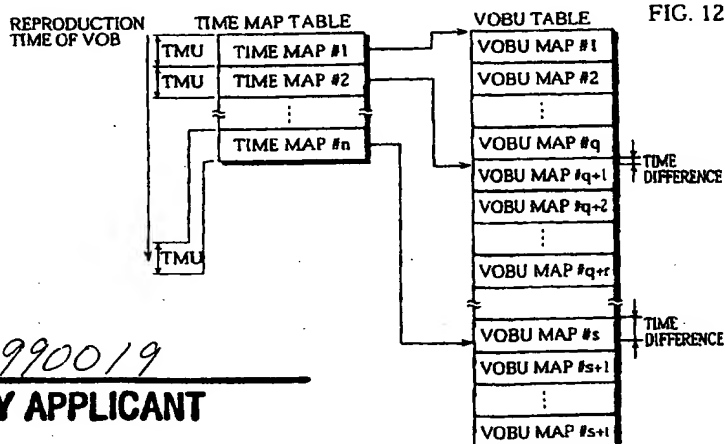 FIG. 12
REPRODUCTION
TIME OF VOB
TIME MAP TABLE
TMU
TIME MAP #1
TMU
TIME MAP #2
TIME MAP #n
TMU
VOBU TABLE
VOBU MAP #1
VOBU MAP #2
VOBU MAP #q
VOBU MAP #q+1
VOBU MAP #q+2
VOBU MAP #q+r
VOBU MAP #s
VOBU MAP #s+1
VOBU MAP #s+t
TIME
DIFFERENCE
TIME
DIFFERENCE
990019
Y APPLICANT